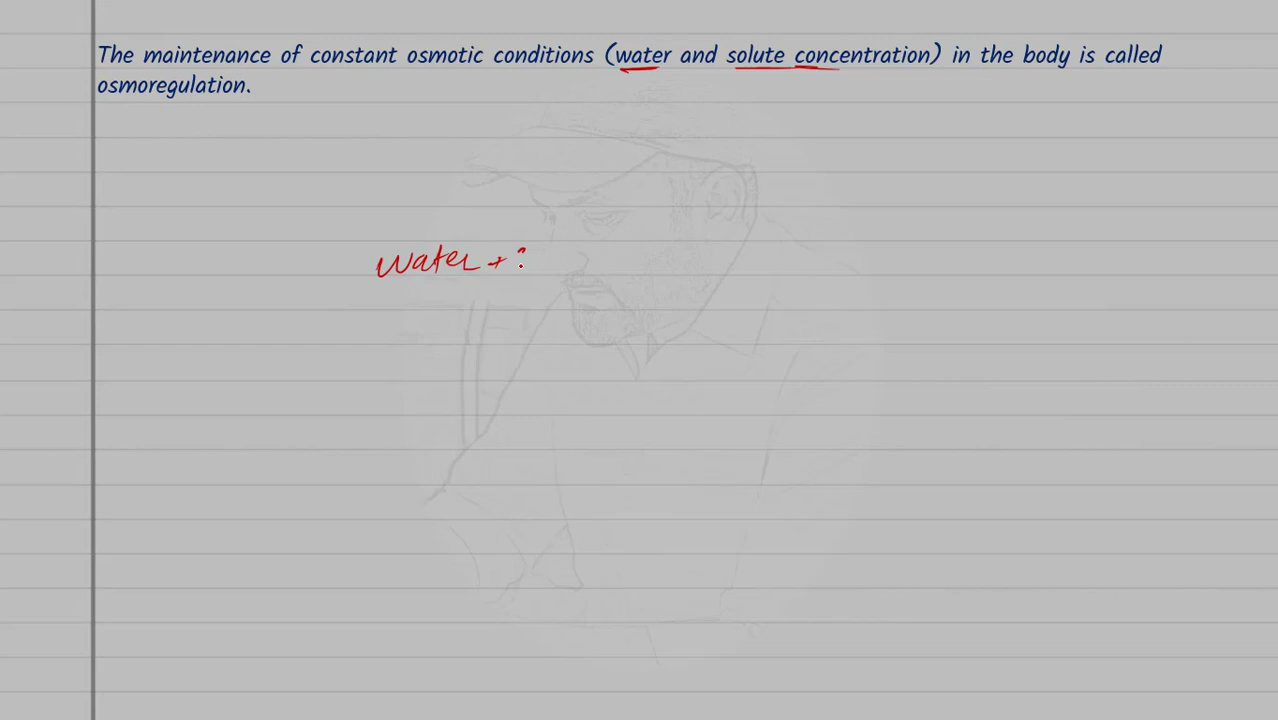 The maintenance of constant osmotic conditions (water and solute concentration) in the body is called
osmoregulation.
water +